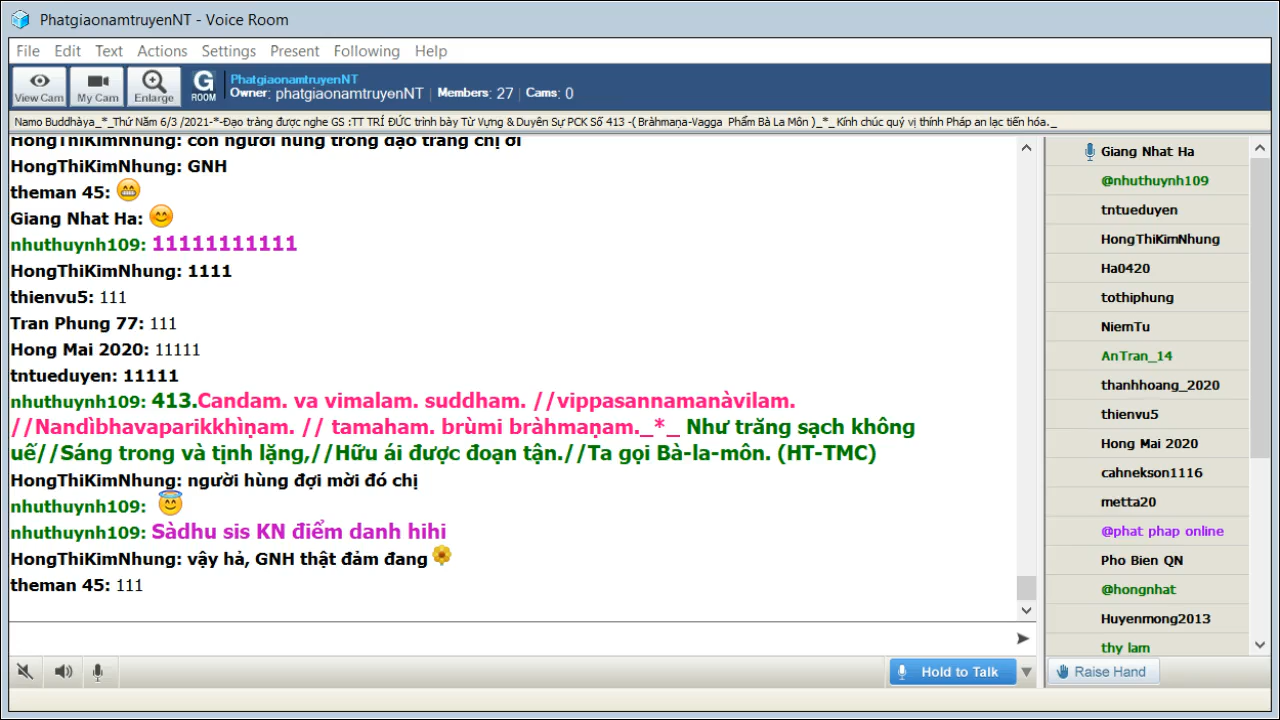 PhatgiaonamtruyenNT - Voice Room
File Edit Text Actions Settings Present Following Help
View Cam My Cam Enlarge G ROOM
PhatgiaonamtruyenNT
Owner: phatgiaonamtruyenNT | Members: 27 | Cams: 0
Namo Buddhàya_*_Thứ Năm 6/3 /2021-*-Đạo tràng được nghe GS :TT TRÍ ĐỨC trình bày Từ Vựng & Duyên Sự PCK Số 413 -( Bràhmaṇa-Vagga Phẩm Bà La Môn )_*_ Kính chúc quý vị thính Pháp an lạc tiến hóa._
HongThiKimNhung: con người hùng trong đạo tràng chị ơi
HongThiKimNhung: GNH
theman 45: 😁
Giang Nhat Ha: 😊
nhuthuynh109: 11111111111
HongThiKimNhung: 1111
thienvu5: 111
Tran Phung 77: 111
Hong Mai 2020: 11111
tntueduyen: 11111
nhuthuynh109: 413.Candam. va vimalam. suddham. //vippasannamanàvilam.
//Nandìbhavaparikkhìṇam. // tamaham. brùmi bràhmaṇam._*_ Như trăng sạch không
uế//Sáng trong và tịnh lặng,//Hữu ái được đoạn tận.//Ta gọi Bà-la-môn. (HT-TMC)
HongThiKimNhung: người hùng đợi mời đó chị
nhuthuynh109: 😇
nhuthuynh109: Sàdhu sis KN điểm danh hihi
HongThiKimNhung: vậy hả, GNH thật đảm đang 🌼
theman 45: 111
Hold to Talk
Giang Nhat Ha
@nhuthuynh109
tntueduyen
HongThiKimNhung
Ha0420
tothiphung
NiemTu
AnTran_14
thanhhoang_2020
thienvu5
Hong Mai 2020
cahnekson1116
metta20
@phat phap online
Pho Bien QN
@hongnhat
Huyenmong2013
thy lam
Raise Hand